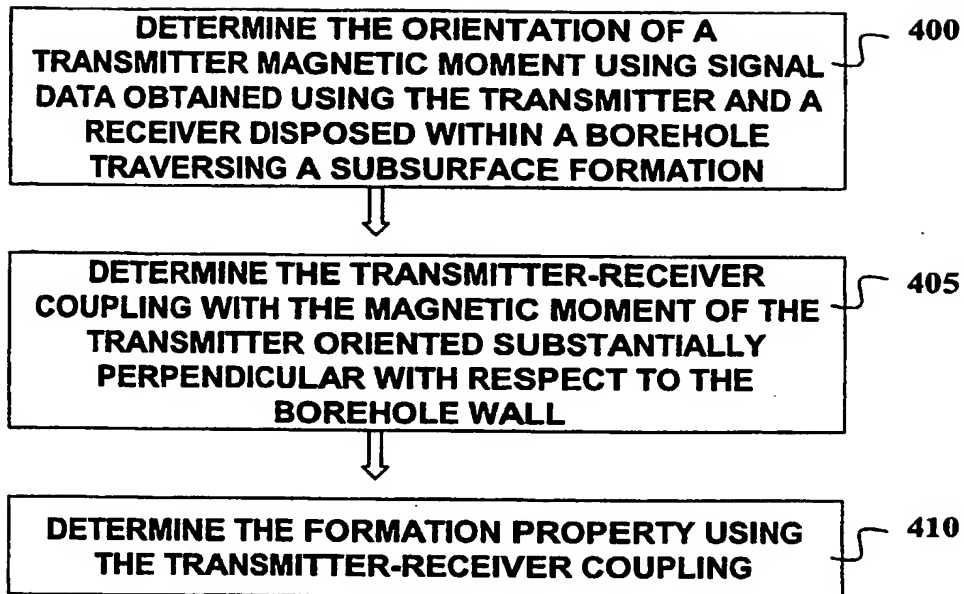 DETERMINE THE ORIENTATION OF A
TRANSMITTER MAGNETIC MOMENT USING SIGNAL
DATA OBTAINED USING THE TRANSMITTER AND A
RECEIVER DISPOSED WITHIN A BOREHOLE
TRAVERSING A SUBSURFACE FORMATION
400
DETERMINE THE TRANSMITTER-RECEIVER
COUPLING WITH THE MAGNETIC MOMENT OF THE
TRANSMITTER ORIENTED SUBSTANTIALLY
PERPENDICULAR WITH RESPECT TO THE
BOREHOLE WALL
405
DETERMINE THE FORMATION PROPERTY USING
THE TRANSMITTER-RECEIVER COUPLING
410